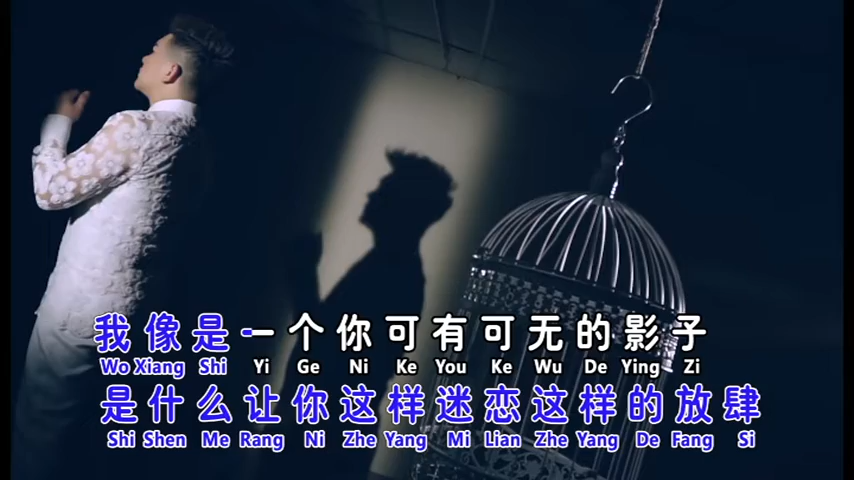 我像是一个你可有可无的影子
Wo Xiang Shi Yi Ge Ni Ke You Ke Wu De Ying Zi
是什么让你这样迷恋这样的放肆
Shi Shen Me Rang Ni Zhe Yang Mi Lian Zhe Yang De Fang Si